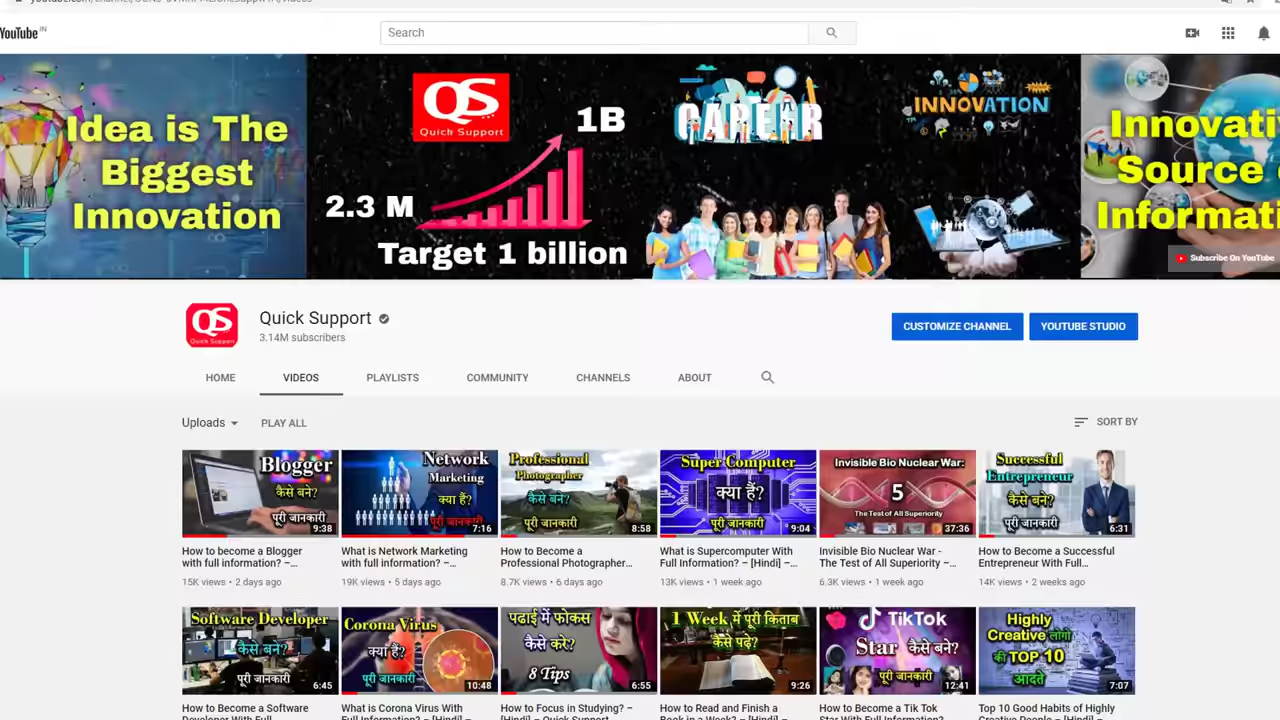 YouTube IN
Search
Idea is The
Biggest
Innovation
QS
Quick Support
1B
2.3 M
Target 1 billion
CAREER
INNOVATION
Subscribe On YouTube
QS
Quick Support
Quick Support
3.14M subscribers
CUSTOMIZE CHANNEL
YOUTUBE STUDIO
HOME
VIDEOS
PLAYLISTS
COMMUNITY
CHANNELS
ABOUT
Uploads
PLAY ALL
SORT BY
Blogger
कैसे बने?
पूरी जानकारी
9:38
Network
Marketing
क्या हैं?
पूरी जानकारी
7:16
Professional
Photographer
कैसे बने?
पूरी जानकारी
8:58
Super Computer
क्या हैं?
पूरी जानकारी
9:04
Invisible Bio Nuclear War:
5
The Test of All Superiority
37:36
Successful
Entrepreneur
कैसे बने?
पूरी जानकारी
6:31
How to become a Blogger
with full information? –...
15K views • 2 days ago
What is Network Marketing
with full information? –...
19K views • 5 days ago
How to Become a
Professional Photographer...
8.7K views • 6 days ago
What is Supercomputer With
Full Information? – [Hindi] –...
13K views • 1 week ago
Invisible Bio Nuclear War -
The Test of All Superiority –...
6.3K views • 1 week ago
How to Become a Successful
Entrepreneur With Full...
14K views • 2 weeks ago
Software Developer
कैसे बने?
पूरी जानकारी
6:45
Corona Virus
क्या हैं?
पूरी जानकारी
10:48
पढाई में फोकस
कैसे करे?
8 Tips
6:55
1 Week में पूरी किताब
कैसे पढ़े?
9:26
TikTok
Star कैसे बने?
पूरी जानकारी
12:41
Highly
Creative लोगो
की TOP 10
आदते
7:07
How to Become a Software
What is Corona Virus With
How to Focus in Studying? –
How to Read and Finish a
How to Become a Tik Tok
Top 10 Good Habits of Highly